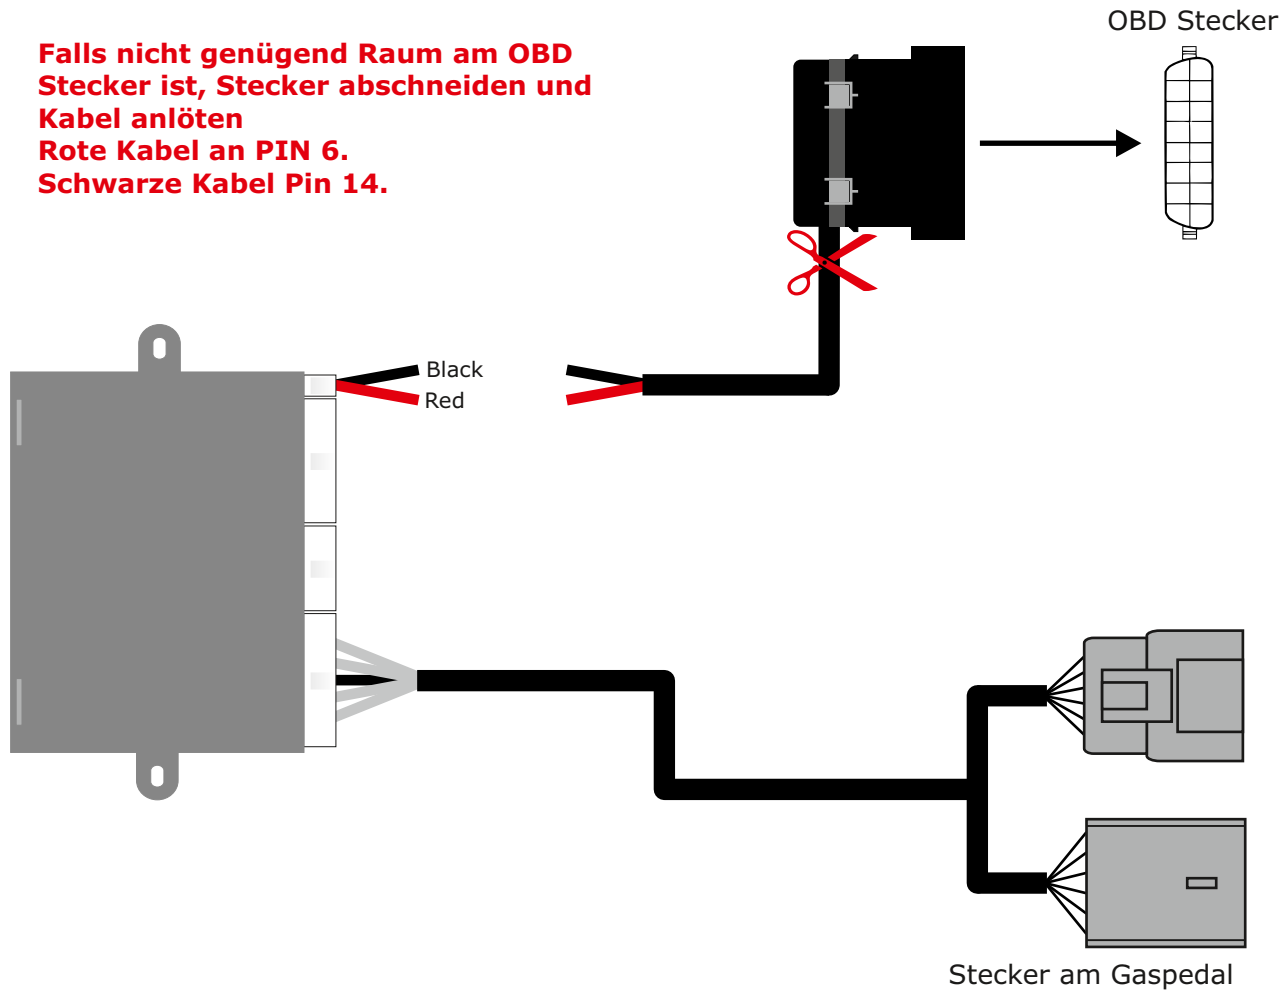 OBD Stecker
Falls nicht genügend Raum am OBD
Stecker ist, Stecker abschneiden und
Kabel anlöten
Rote Kabel an PIN 6.
Schwarze Kabel Pin 14.
Black
Red
Stecker am Gaspedal